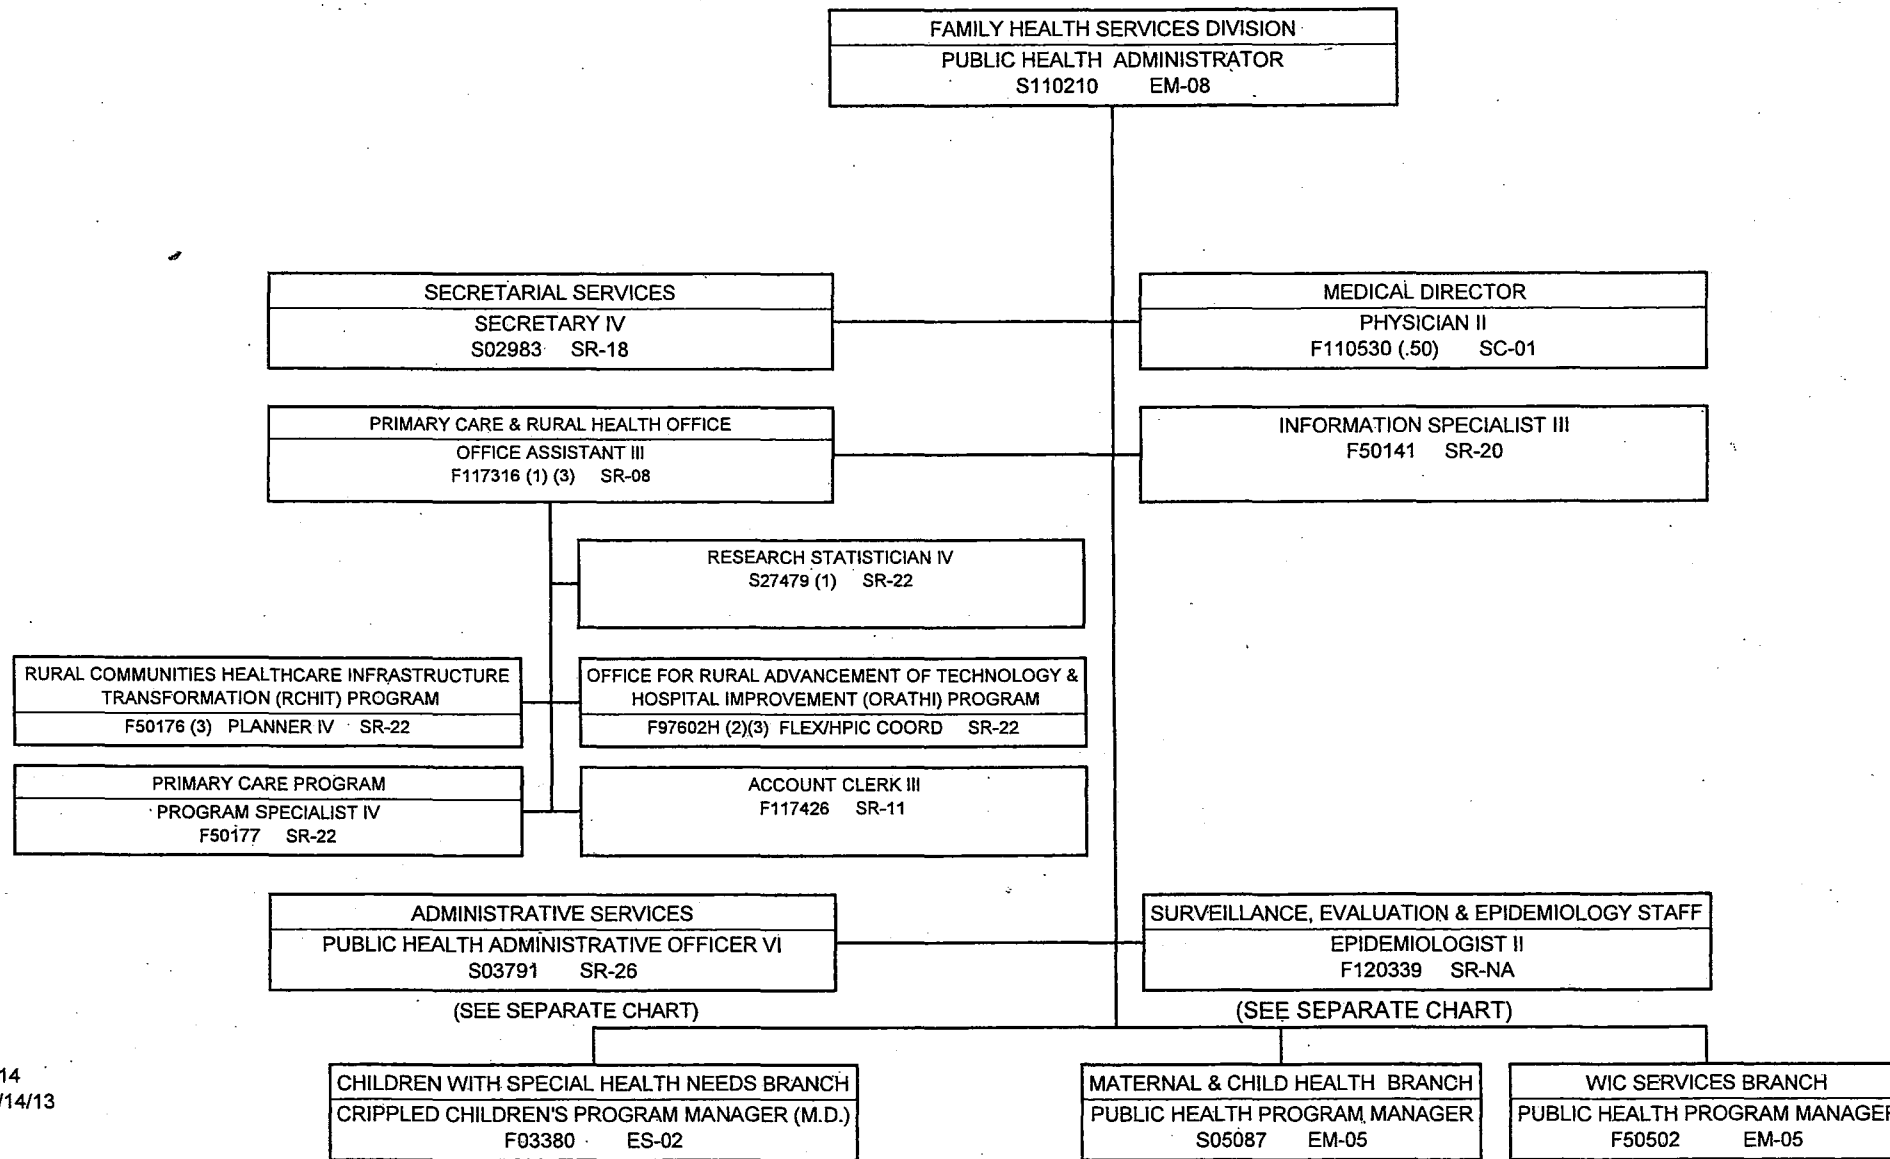 FAMILY HEALTH SERVICES DIVISION
PUBLIC HEALTH ADMINISTRATOR
S110210 EM-08
SECRETARIAL SERVICES
SECRETARY IV
S02983 SR-18
MEDICAL DIRECTOR
PHYSICIAN II
F110530 (.50) SC-01
PRIMARY CARE & RURAL HEALTH OFFICE
OFFICE ASSISTANT III
F117316 (1) (3) SR-08
INFORMATION SPECIALIST III
F50141 SR-20
RESEARCH STATISTICIAN IV
S27479 (1) SR-22
RURAL COMMUNITIES HEALTHCARE INFRASTRUCTURE
TRANSFORMATION (RCHIT) PROGRAM
F50176 (3) PLANNER IV SR-22
OFFICE FOR RURAL ADVANCEMENT OF TECHNOLOGY &
HOSPITAL IMPROVEMENT (ORATHI) PROGRAM
F97602H (2)(3) FLEX/HPIC COORD SR-22
PRIMARY CARE PROGRAM
PROGRAM SPECIALIST IV
F50177 SR-22
ACCOUNT CLERK III
F117426 SR-11
ADMINISTRATIVE SERVICES
PUBLIC HEALTH ADMINISTRATIVE OFFICER VI
S03791 SR-26
(SEE SEPARATE CHART)
SURVEILLANCE, EVALUATION & EPIDEMIOLOGY STAFF
EPIDEMIOLOGIST II
F120339 SR-NA
(SEE SEPARATE CHART)
14
/14/13
CHILDREN WITH SPECIAL HEALTH NEEDS BRANCH
CRIPPLED CHILDREN'S PROGRAM MANAGER (M.D.)
F03380 ES-02
MATERNAL & CHILD HEALTH BRANCH
PUBLIC HEALTH PROGRAM MANAGER
S05087 EM-05
WIC SERVICES BRANCH
PUBLIC HEALTH PROGRAM MANAGER
F50502 EM-05